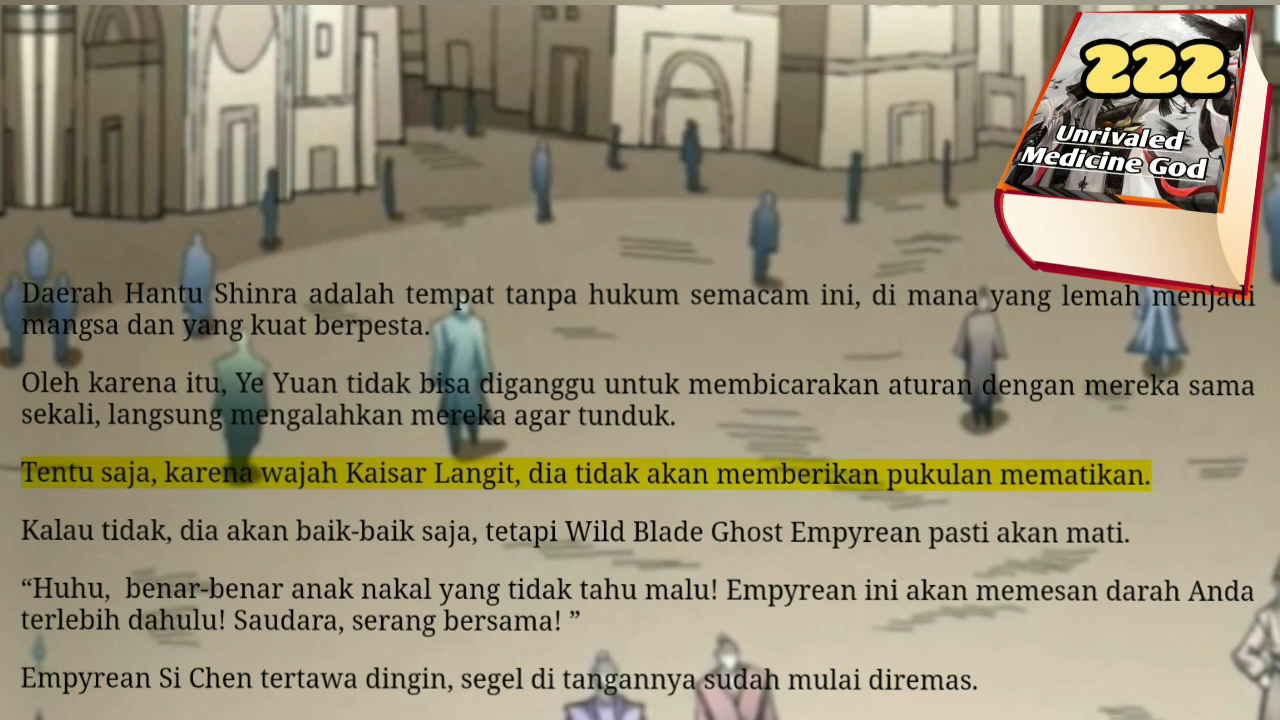 222
Unrivaled
Medicine God
Daerah Hantu Shinra adalah tempat tanpa hukum semacam ini, di mana yang lemah menjadi
mangsa dan yang kuat berpesta.
Oleh karena itu, Ye Yuan tidak bisa diganggu untuk membicarakan aturan dengan mereka sama
sekali, langsung mengalahkan mereka agar tunduk.
Tentu saja, karena wajah Kaisar Langit, dia tidak akan memberikan pukulan mematikan.
Kalau tidak, dia akan baik-baik saja, tetapi Wild Blade Ghost Empyrean pasti akan mati.
“Huhu,  benar-benar anak nakal yang tidak tahu malu! Empyrean ini akan memesan darah Anda
terlebih dahulu! Saudara, serang bersama! ”
Empyrean Si Chen tertawa dingin, segel di tangannya sudah mulai diremas.